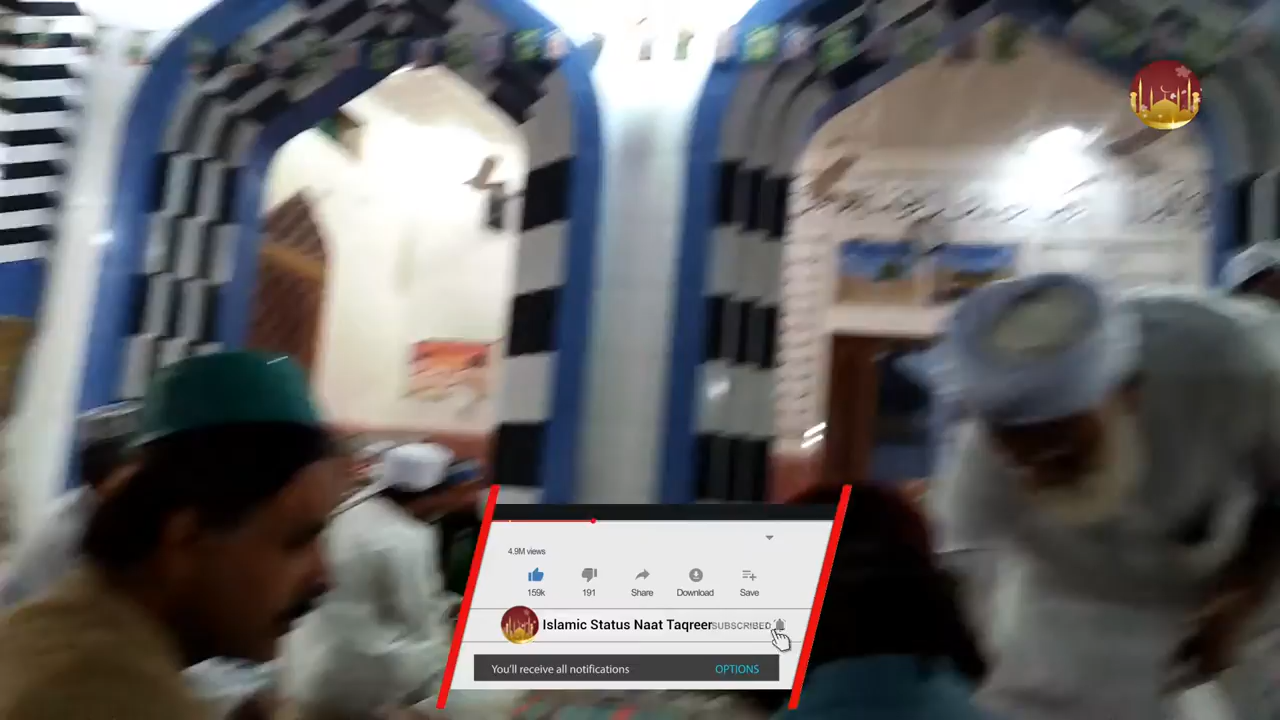 4.9M views
159k
191
Share
Download
Save
Islamic Status Naat Taqreer
SUBSCRIBED
You'll receive all notifications
OPTIONS